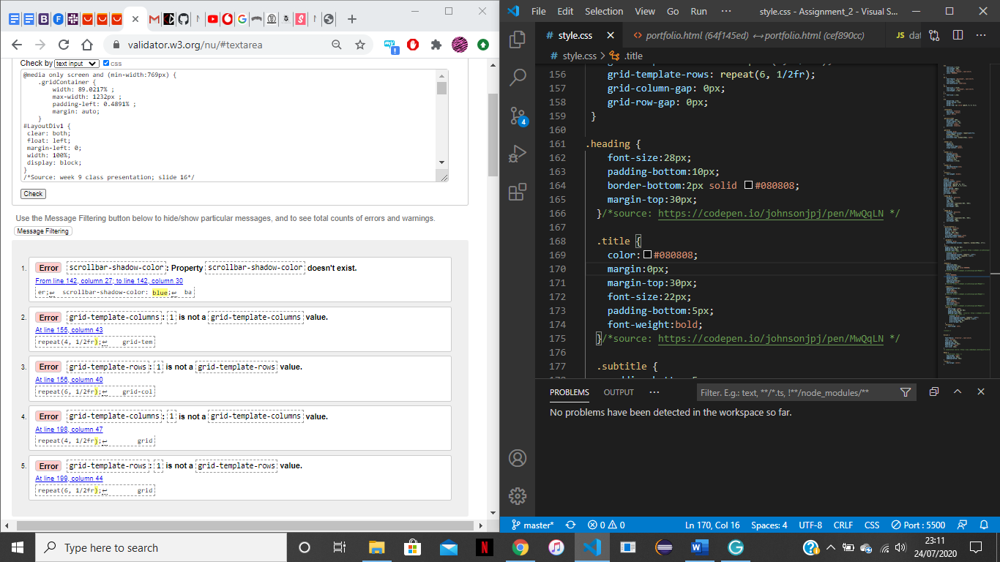 validator.w3.org/nu/#textarea
Check by text input css
@media only screen and (min-width:769px) {
.gridContainer {
width: 89.0217% ;
max-width: 1232px ;
padding-left: 0.4891% ;
margin: auto;
}
#LayoutDiv1 {
clear: both;
float: left;
margin-left: 0;
width: 100%;
display: block;
}
/*Source: week 9 class presentation; slide 16*/
Check
Use the Message Filtering button below to hide/show particular messages, and to see total counts of errors and warnings.
Message Filtering
1. Error scrollbar-shadow-color: Property scrollbar-shadow-color doesn't exist.
From line 142, column 27; to line 142, column 30
er;↩ scrollbar-shadow-color: blue;↩ ba
2. Error grid-template-columns: 1 is not a grid-template-columns value.
At line 155, column 43
repeat(4, 1/2fr);↩ grid-tem
3. Error grid-template-rows: 1 is not a grid-template-rows value.
At line 156, column 40
repeat(6, 1/2fr);↩ grid-col
4. Error grid-template-columns: 1 is not a grid-template-columns value.
At line 198, column 47
repeat(4, 1/2fr);↩ grid
5. Error grid-template-rows: 1 is not a grid-template-rows value.
At line 199, column 44
repeat(6, 1/2fr);↩ grid
File Edit Selection View Go Run ··· style.css - Assignment_2 - Visual S...
# style.css <> portfolio.html (64f145ed) ↔ portfolio.html (cef890cc) JS dat
# style.css > .title
4
156 grid-template-rows: repeat(6, 1/2fr);
157 grid-column-gap: 0px;
158 grid-row-gap: 0px;
159 }
160
161 .heading {
162 font-size:28px;
163 padding-bottom:10px;
164 border-bottom:2px solid #080808;
165 margin-top:30px;
166 }/*source: https://codepen.io/johnsonjpj/pen/MwQqLN */
167
168 .title {
169 color:#080808;
170 margin:0px;
171 margin-top:30px;
172 font-size:22px;
173 padding-bottom:5px;
174 font-weight:bold;
175 }/*source: https://codepen.io/johnsonjpj/pen/MwQqLN */
176
177 .subtitle {
PROBLEMS OUTPUT ··· Filter. E.g.: text, **/*.ts, !**/node_modules/**
No problems have been detected in the workspace so far.
master* 0 0 Ln 170, Col 16 Spaces: 4 UTF-8 CRLF CSS Port : 5500
Type here to search
23:11
24/07/2020